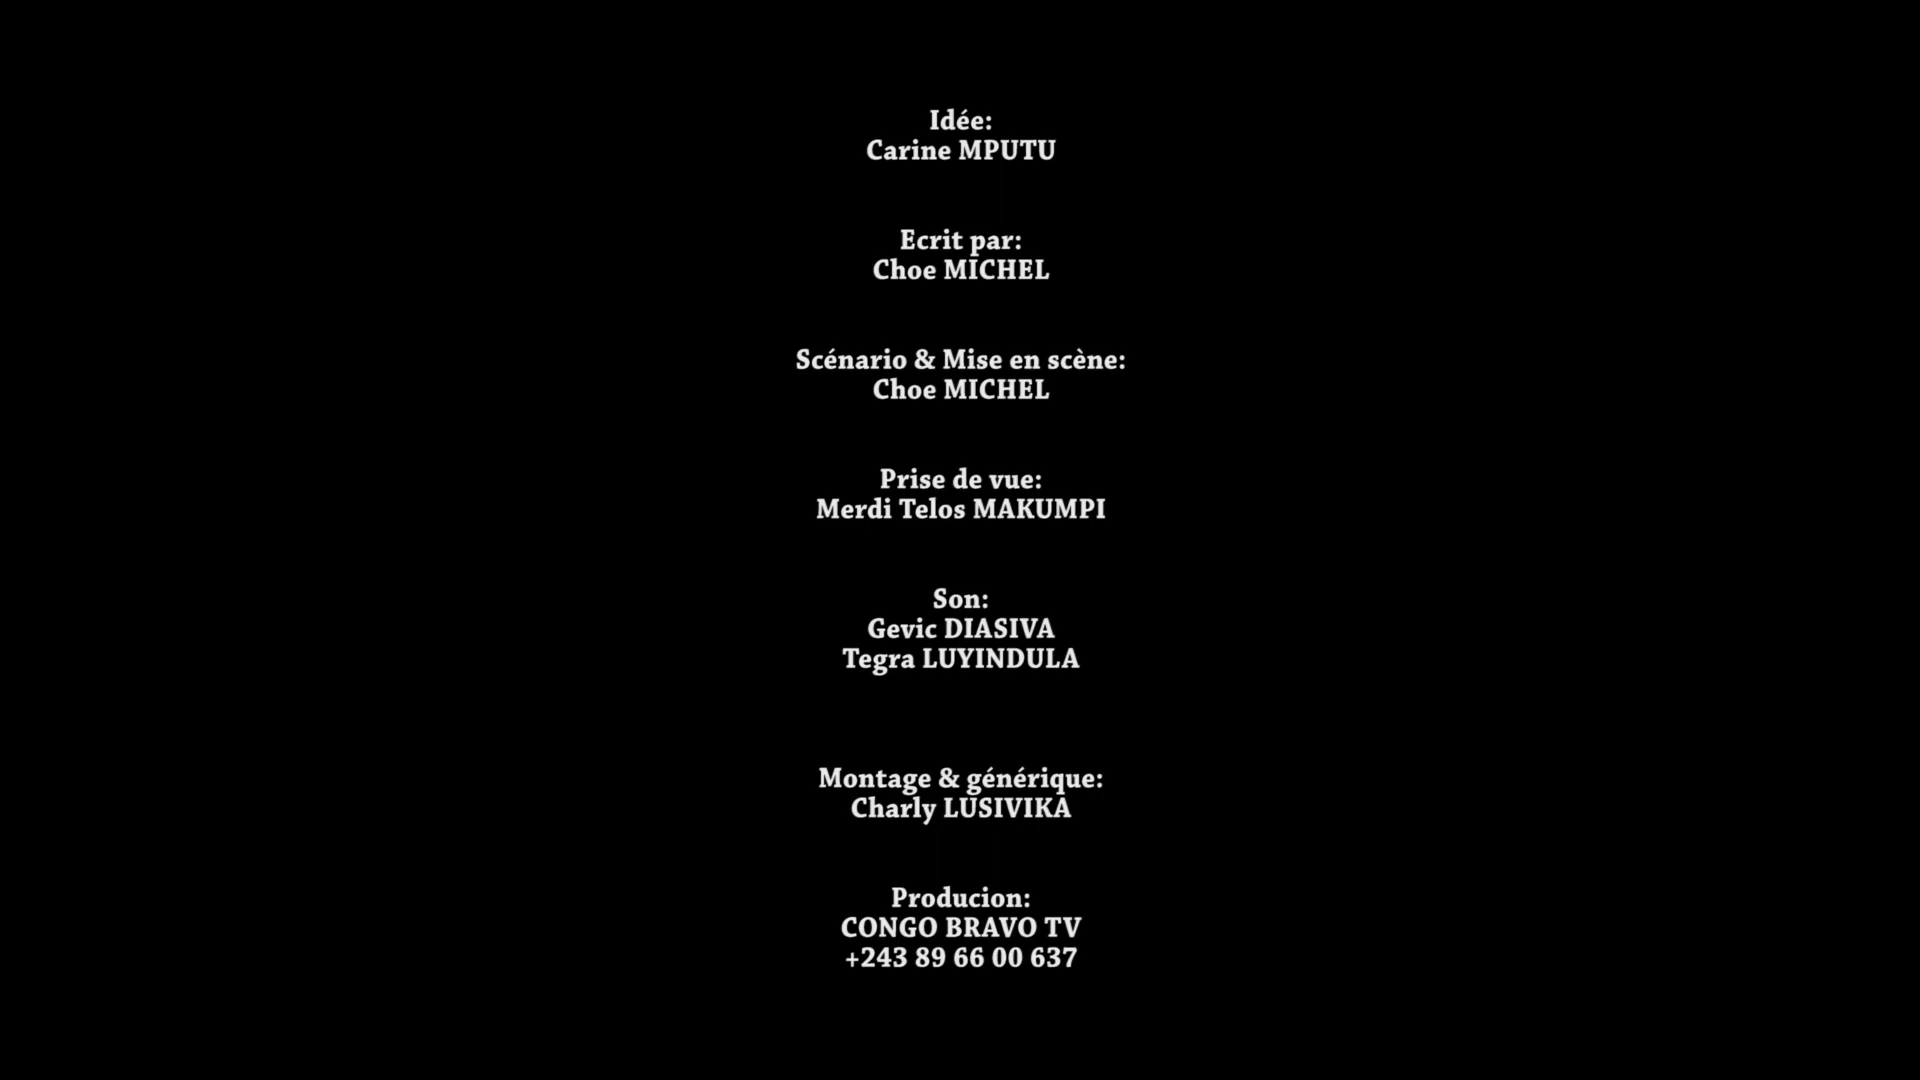 Idée:
Carine MPUTU
Ecrit par:
Choe MICHEL
Scénario & Mise en scène:
Choe MICHEL
Prise de vue:
Merdi Telos MAKUMPI
Son:
Gevic DIASIVA
Tegra LUYINDULA
Montage & générique:
Charly LUSIVIKA
Producion:
CONGO BRAVO TV
+243 89 66 00 637